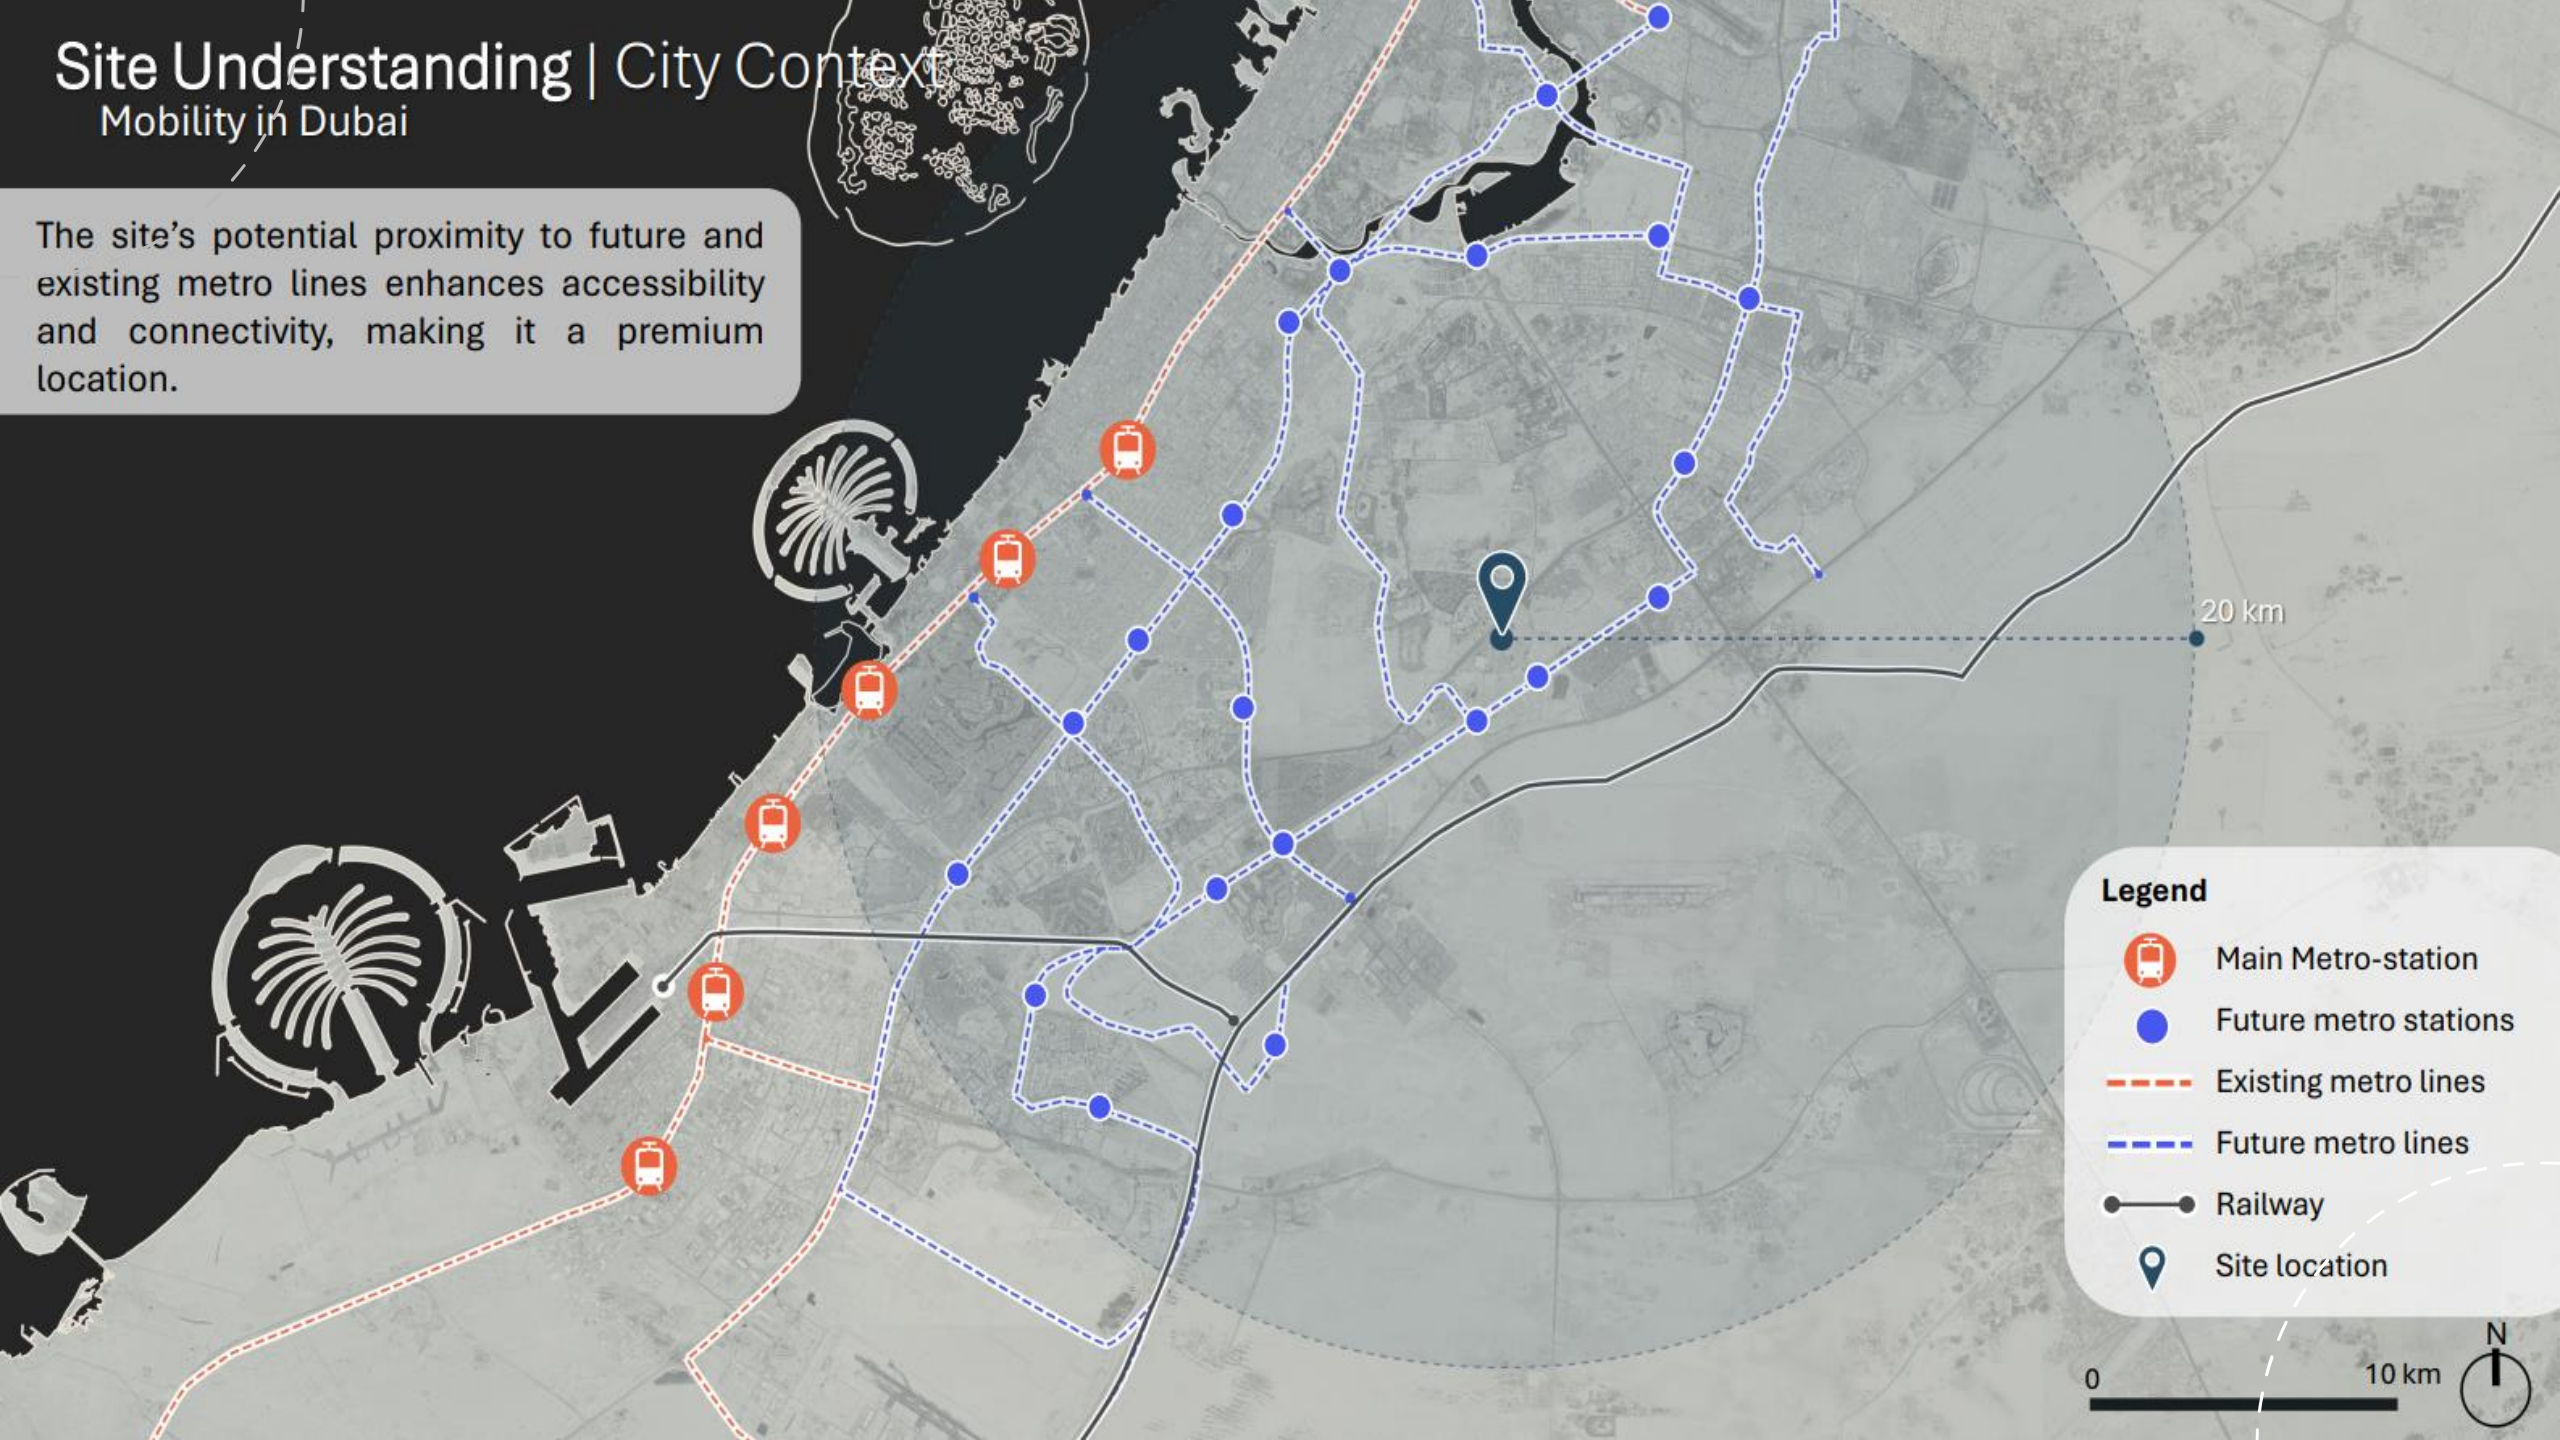 Site Understanding | City Context
Mobility in Dubai
The site's potential proximity to future and
existing metro lines enhances accessibility
and connectivity, making it a premium
location.
20 km
Legend
Main Metro-station
Future metro stations
Existing metro lines
Future metro lines
Railway
Site location
N
0
10 km